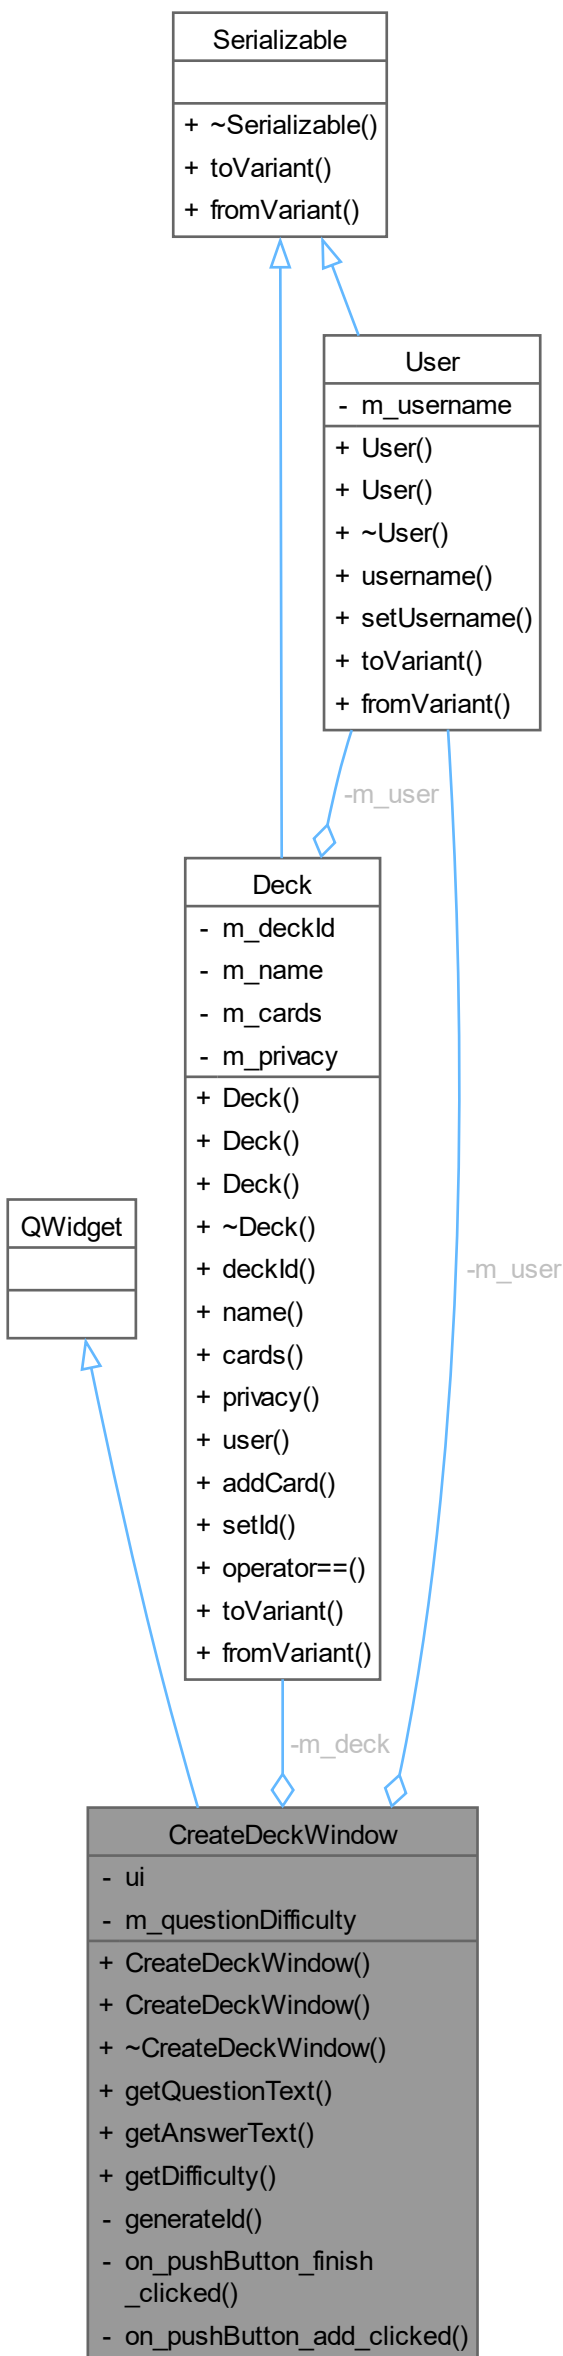 Serializable
+ ~Serializable()
+ toVariant()
+ fromVariant()
User
- m_username
+ User()
+ User()
+ ~User()
+ username()
+ setUsername()
+ toVariant()
+ fromVariant()
-m_user
Deck
- m_deckId
- m_name
- m_cards
- m_privacy
+ Deck()
+ Deck()
+ Deck()
+ ~Deck()
+ deckId()
+ name()
+ cards()
+ privacy()
+ user()
+ addCard()
+ setId()
+ operator==()
+ toVariant()
+ fromVariant()
QWidget
-m_user
-m_deck
CreateDeckWindow
- ui
- m_questionDifficulty
+ CreateDeckWindow()
+ CreateDeckWindow()
+ ~CreateDeckWindow()
+ getQuestionText()
+ getAnswerText()
+ getDifficulty()
- generateId()
- on_pushButton_finish
_clicked()
- on_pushButton_add_clicked()